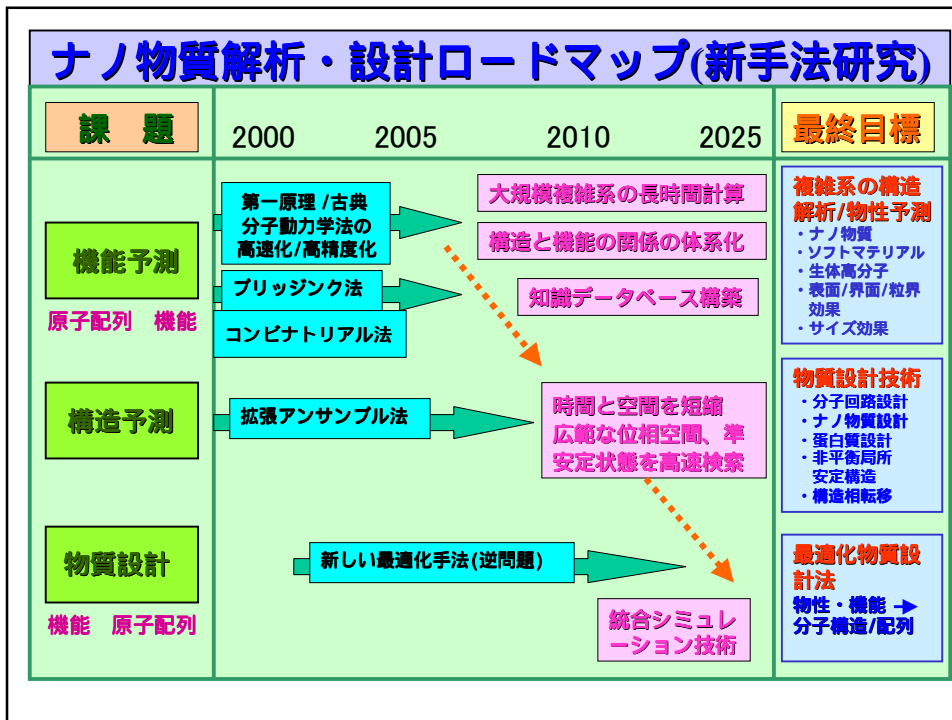 ナノ物質解析・設計ロードマップ(新手法研究)
課 題
2000 2005 2010 2025
最終目標
機能予測
原子配列 機能
第一原理 /古典
分子動力学法の
高速化/高精度化
ブリッジンク法
コンビナトリアル法
大規模複雑系の長時間計算
構造と機能の関係の体系化
知識データベース構築
複雑系の構造
解析/物性予測
・ナノ物質
・ソフトマテリアル
・生体高分子
・表面/界面/粒界
効果
・サイズ効果
構造予測
拡張アンサンブル法
時間と空間を短縮
広範な位相空間、準
安定状態を高速検索
物質設計技術
・分子回路設計
・ナノ物質設計
・蛋白質設計
・非平衡局所
安定構造
・構造相転移
物質設計
機能 原子配列
新しい最適化手法(逆問題)
統合シミュレ
ーション技術
最適化物質設
計法
物性・機能 →
分子構造/配列